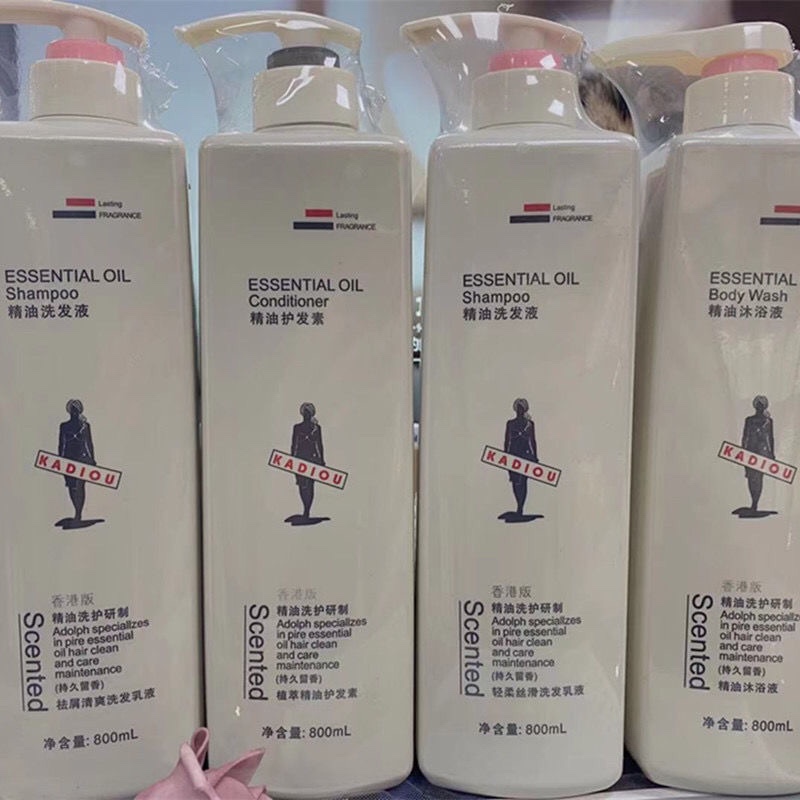 Lasting
FRAGRANCE
ESSENTIAL OIL
Shampoo
精油洗发液
KADIOU
香港版
精油洗护研制
Adolph speciallzes
in pire essential
oil hair clean
and care
maintenance
(持久留香)
祛屑清爽洗发乳液
Scented
净含量: 800mL
Lasting
FRAGRANCE
ESSENTIAL OIL
Conditioner
精油护发素
KADIOU
香港版
精油洗护研制
Adolph speciallzes
in pire essential
oil hair clean
and care
maintenance
(持久留香)
植萃精油护发素
Scented
净含量: 800mL
Lasting
FRAGRANCE
ESSENTIAL OIL
Shampoo
精油洗发液
KADIOU
香港版
精油洗护研制
Adolph speciallzes
in pire essential
oil hair clean
and care
maintenance
(持久留香)
轻柔丝滑洗发乳液
Scented
净含量: 800mL
ESSENTIAL
Body Wash
精油沐浴液
KADIOU
香港版
精油洗护研制
Adolph speciallzes
in pire essential
oil hair clean
and care
maintenance
(持久留香)
精油沐浴液
Scented
净含量: 800mL